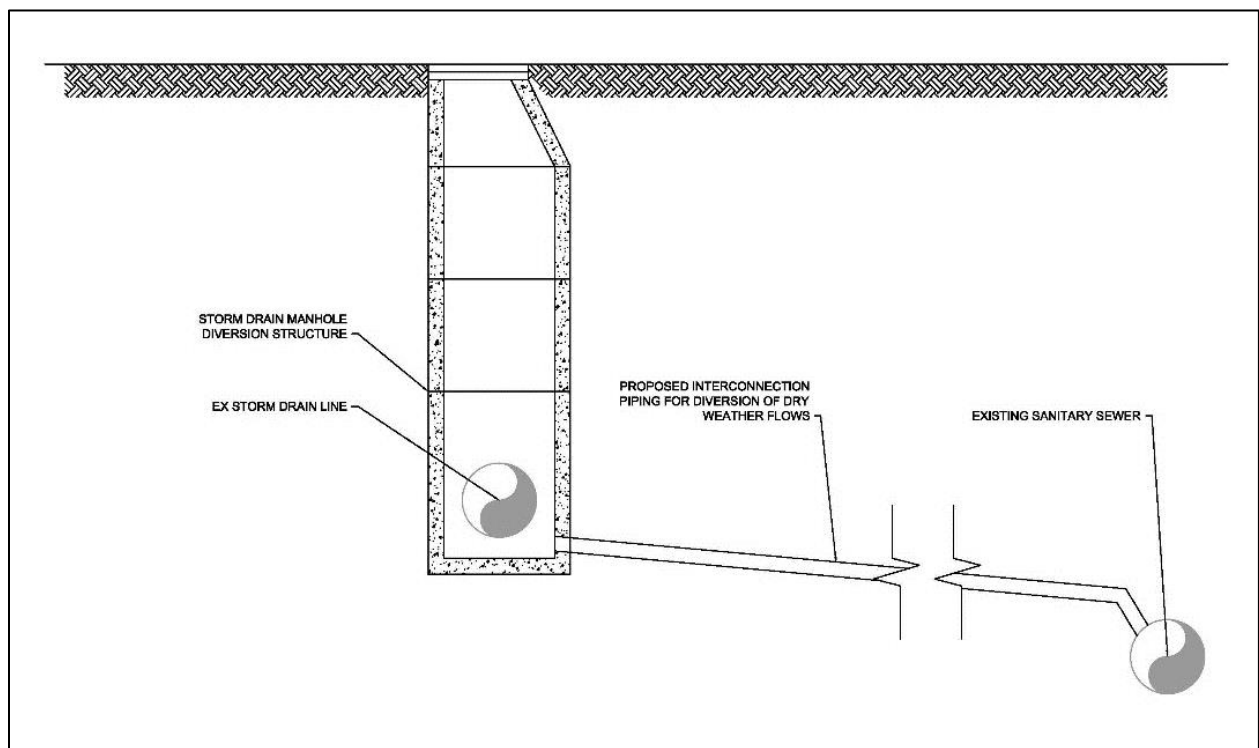 STORM DRAIN MANHOLE
DIVERSION STRUCTURE
EX STORM DRAIN LINE
PROPOSED INTERCONNECTION
PIPING FOR DIVERSION OF DRY
WEATHER FLOWS
EXISTING SANITARY SEWER